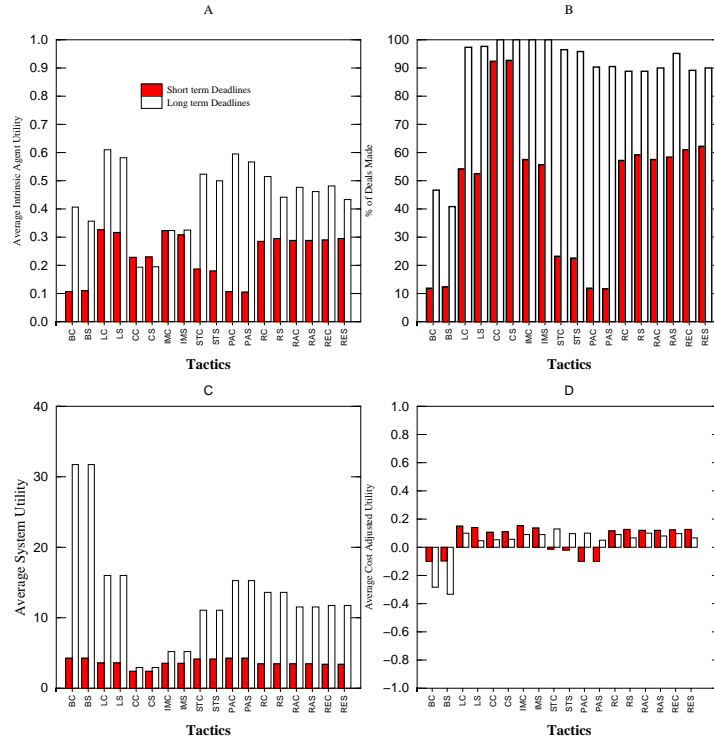 A
1.0
0.9
0.8
0.7
0.6
0.5
0.4
0.3
0.2
0.1
0.0
Average Intrinsic Agent Utility
Short term Deadlines
Long term Deadlines
BC BS LC LS CC CS IMC IMS STC STS PAC PAS RC RS RAC RAS REC RES
Tactics
B
100
90
80
70
60
50
40
30
20
10
0
% of Deals Made
BC BS LC LS CC CS IMC IMS STC STS PAC PAS RC RS RAC RAS REC RES
Tactics
C
40
30
20
10
0
Average System Utility
BC BS LC LS CC CS IMC IMS STC STS PAC PAS RC RS RAC RAS REC RES
Tactics
D
1.0
0.8
0.6
0.4
0.2
0.0
−0.2
−0.4
−0.6
−0.8
−1.0
Average Cost Adjusted Utility
BC BS LC LS CC CS IMC IMS STC STS PAC PAS RC RS RAC RAS REC RES
Tactics